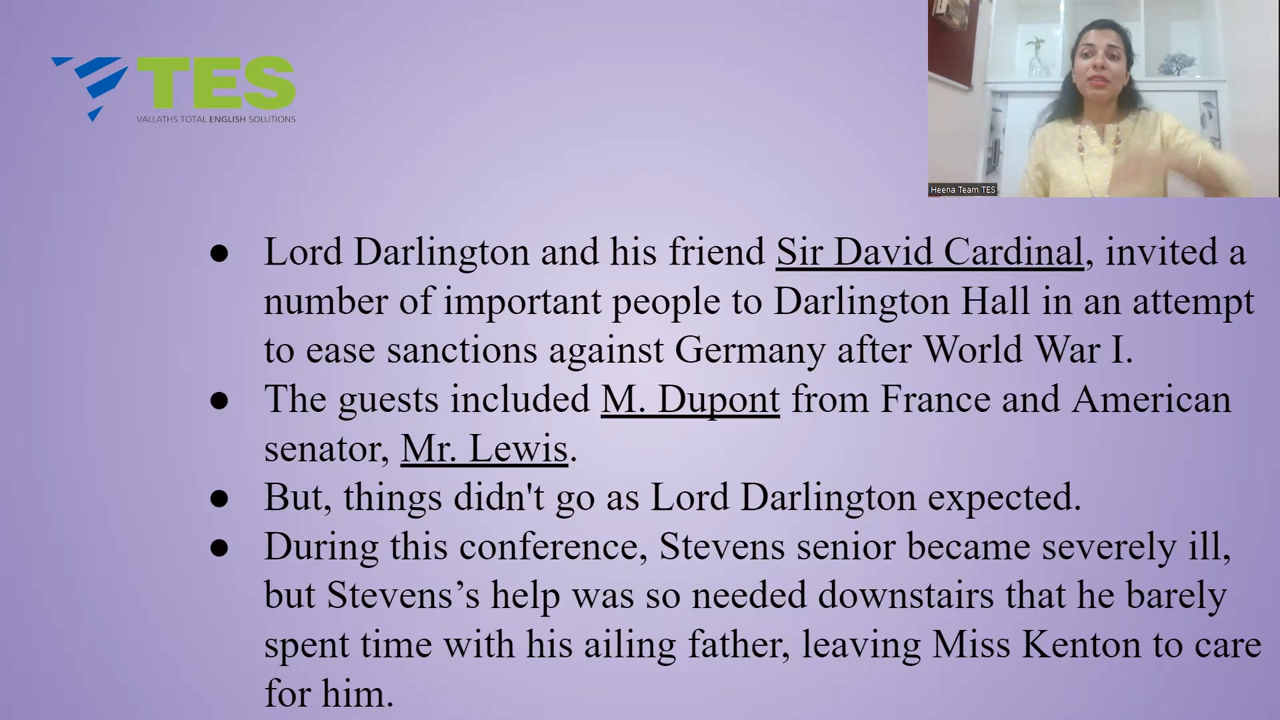 TES
VALLATHS TOTAL ENGLISH SOLUTIONS
Heena Team TES
● Lord Darlington and his friend Sir David Cardinal, invited a
number of important people to Darlington Hall in an attempt
to ease sanctions against Germany after World War I.
● The guests included M. Dupont from France and American
senator, Mr. Lewis.
● But, things didn't go as Lord Darlington expected.
● During this conference, Stevens senior became severely ill,
but Stevens’s help was so needed downstairs that he barely
spent time with his ailing father, leaving Miss Kenton to care
for him.